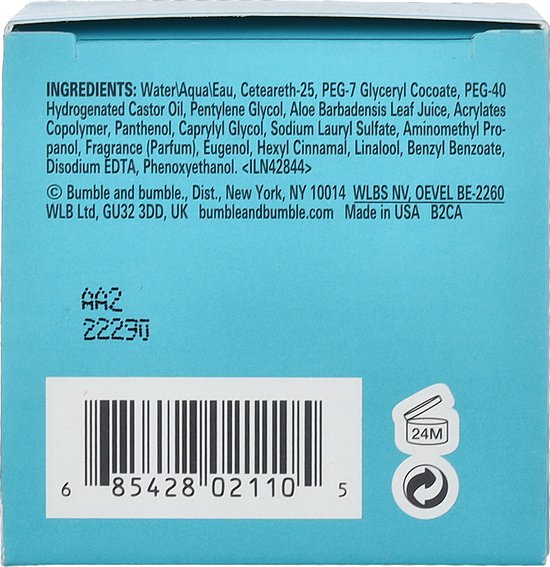 INGREDIENTS: Water\Aqua\Eau, Ceteareth-25, PEG-7 Glyceryl Cocoate, PEG-40
Hydrogenated Castor Oil, Pentylene Glycol, Aloe Barbadensis Leaf Juice, Acrylates
Copolymer, Panthenol, Caprylyl Glycol, Sodium Lauryl Sulfate, Aminomethyl Pro-
panol, Fragrance (Parfum), Eugenol, Hexyl Cinnamal, Linalool, Benzyl Benzoate,
Disodium EDTA, Phenoxyethanol. <ILN42844>
© Bumble and bumble., Dist., New York, NY 10014 WLBS NV, OEVEL BE-2260
WLB Ltd, GU32 3DD, UK bumbleandbumble.com Made in USA B2CA
AA2
22290
24M
6 85428 02110 5